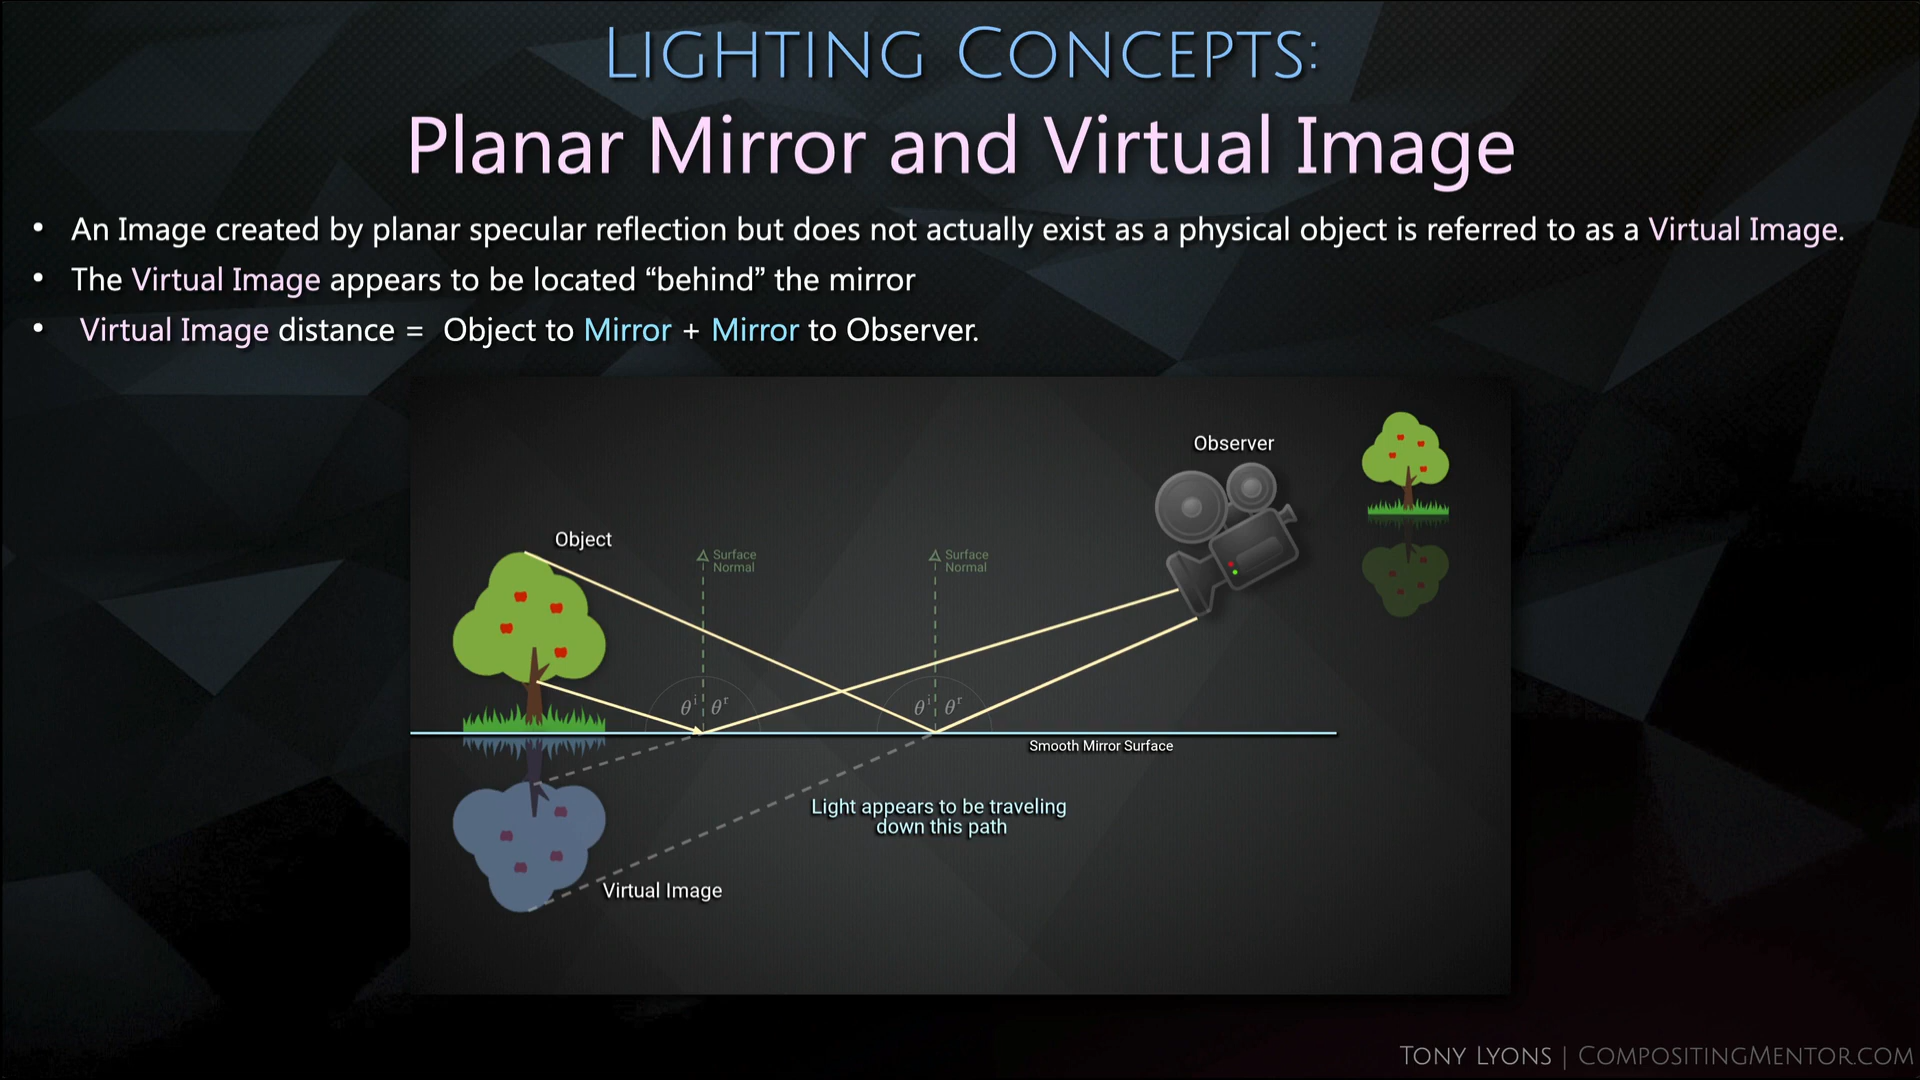 Lighting Concepts:
Planar Mirror and Virtual Image
• An Image created by planar specular reflection but does not actually exist as a physical object is referred to as a Virtual Image.
• The Virtual Image appears to be located “behind” the mirror
• Virtual Image distance = Object to Mirror + Mirror to Observer.
Observer
Object
Surface
Normal
Surface
Normal
θⁱ θʳ
θⁱ θʳ
Smooth Mirror Surface
Light appears to be traveling
down this path
Virtual Image
Tony Lyons | CompositingMentor.com